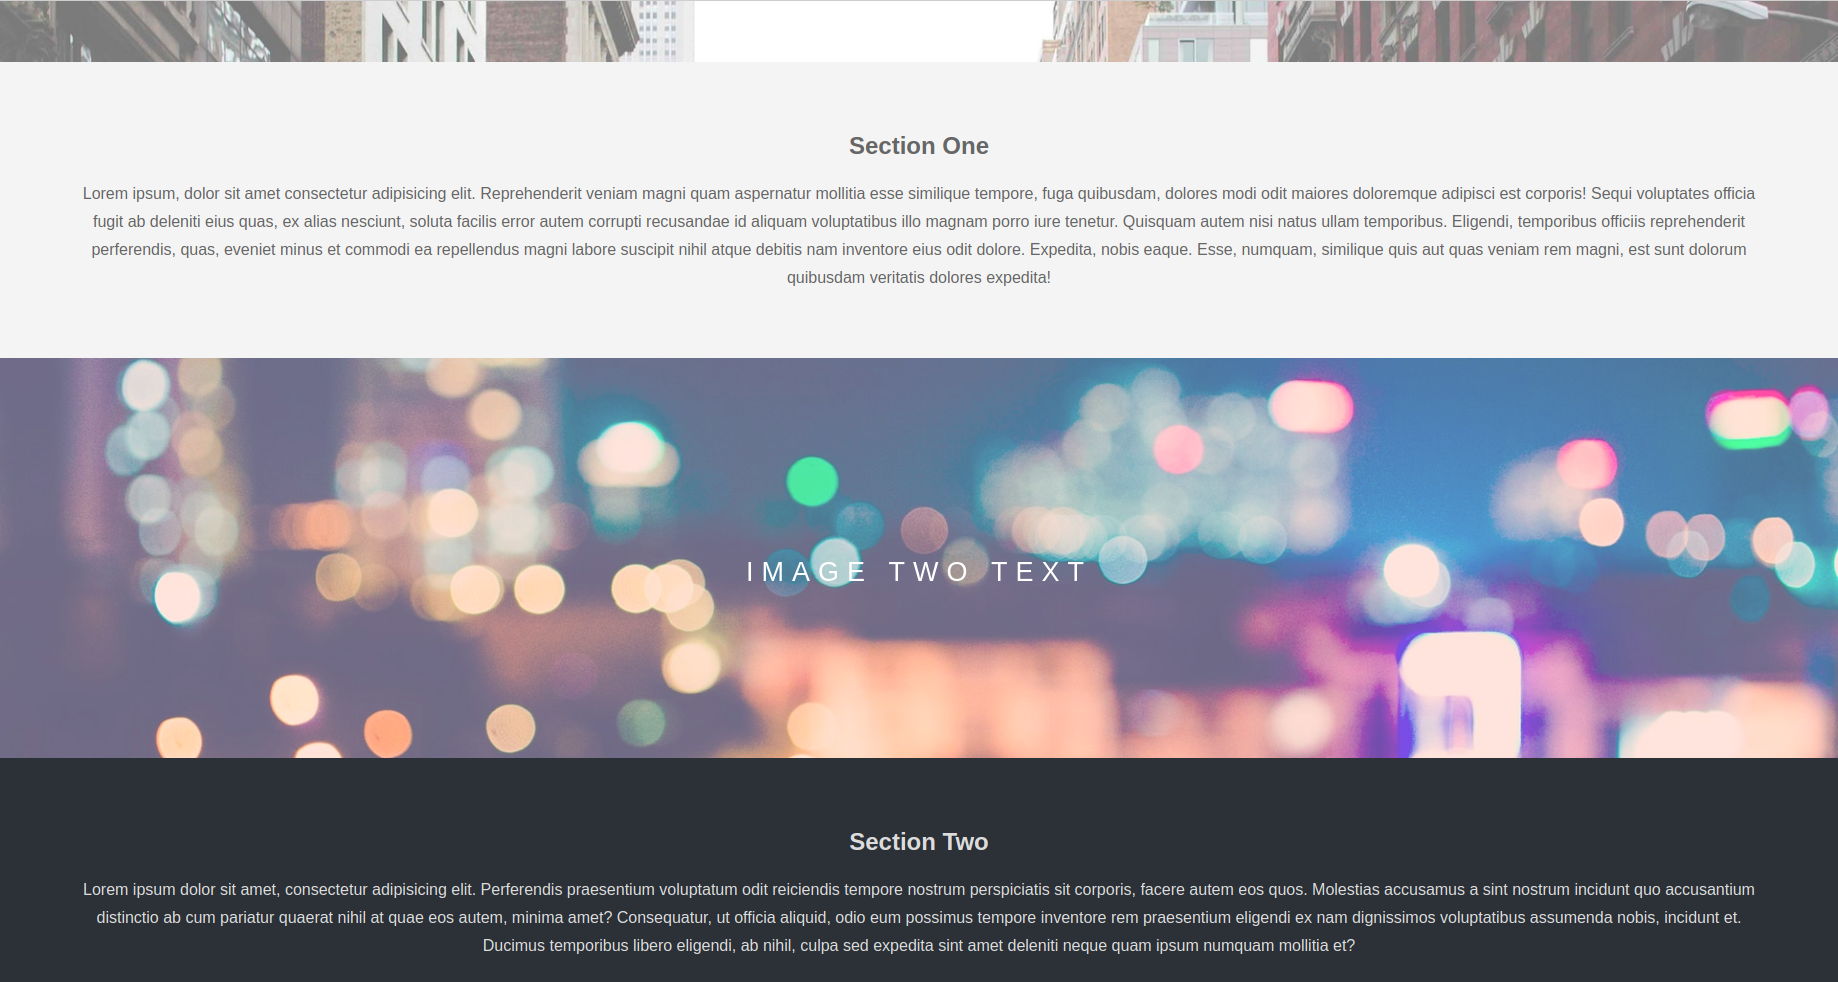 Section One
Lorem ipsum, dolor sit amet consectetur adipisicing elit. Reprehenderit veniam magni quam aspernatur mollitia esse similique tempore, fuga quibusdam, dolores modi odit maiores doloremque adipisci est corporis! Sequi voluptates officia
fugit ab deleniti eius quas, ex alias nesciunt, soluta facilis error autem corrupti recusandae id aliquam voluptatibus illo magnam porro iure tenetur. Quisquam autem nisi natus ullam temporibus. Eligendi, temporibus officiis reprehenderit
perferendis, quas, eveniet minus et commodi ea repellendus magni labore suscipit nihil atque debitis nam inventore eius odit dolore. Expedita, nobis eaque. Esse, numquam, similique quis aut quas veniam rem magni, est sunt dolorum
quibusdam veritatis dolores expedita!
IMAGE TWO TEXT
Section Two
Lorem ipsum dolor sit amet, consectetur adipisicing elit. Perferendis praesentium voluptatum odit reiciendis tempore nostrum perspiciatis sit corporis, facere autem eos quos. Molestias accusamus a sint nostrum incidunt quo accusantium
distinctio ab cum pariatur quaerat nihil at quae eos autem, minima amet? Consequatur, ut officia aliquid, odio eum possimus tempore inventore rem praesentium eligendi ex nam dignissimos voluptatibus assumenda nobis, incidunt et.
Ducimus temporibus libero eligendi, ab nihil, culpa sed expedita sint amet deleniti neque quam ipsum numquam mollitia et?